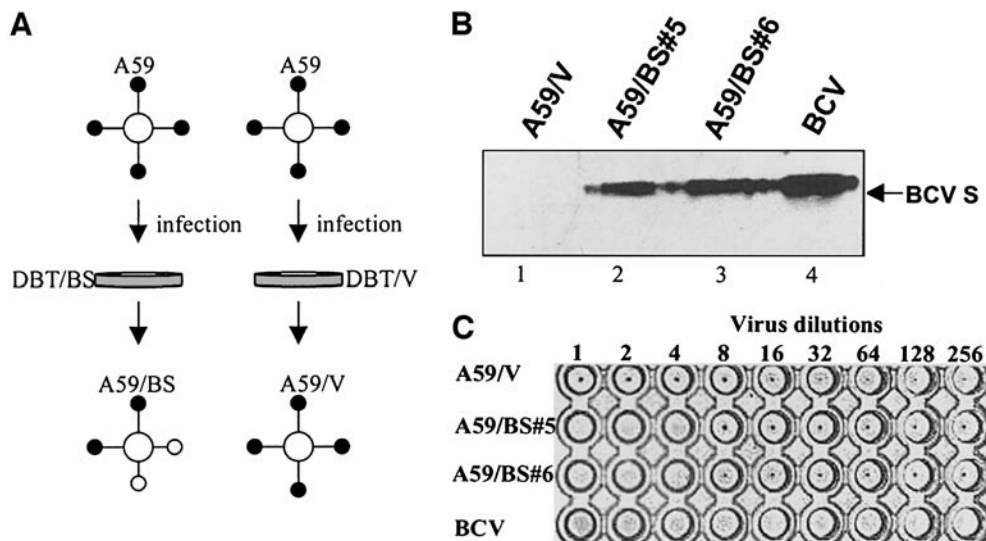 A
A59
A59
infection
infection
DBT/BS
DBT/V
A59/BS
A59/V
B
A59/V
A59/BS#5
A59/BS#6
BCV
BCV S
1 2 3 4
C
Virus dilutions
1 2 4 8 16 32 64 128 256
A59/V
A59/BS#5
A59/BS#6
BCV